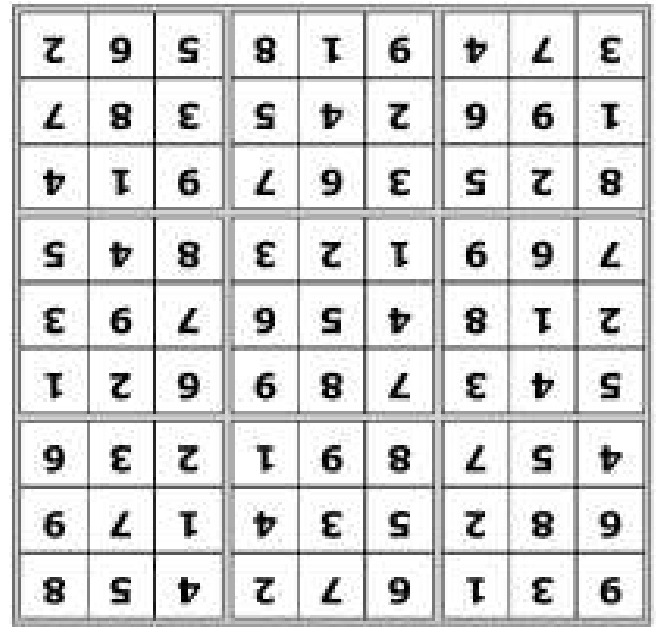 9 3 1 6 7 2 4 5 8
6 8 2 5 3 4 1 7 9
4 5 7 8 9 1 2 3 6
5 4 3 7 8 9 6 2 1
2 1 8 4 5 6 7 9 3
7 6 9 1 2 3 8 4 5
8 2 5 3 6 7 9 1 4
1 9 6 2 4 5 3 8 7
3 7 4 9 1 8 5 6 2